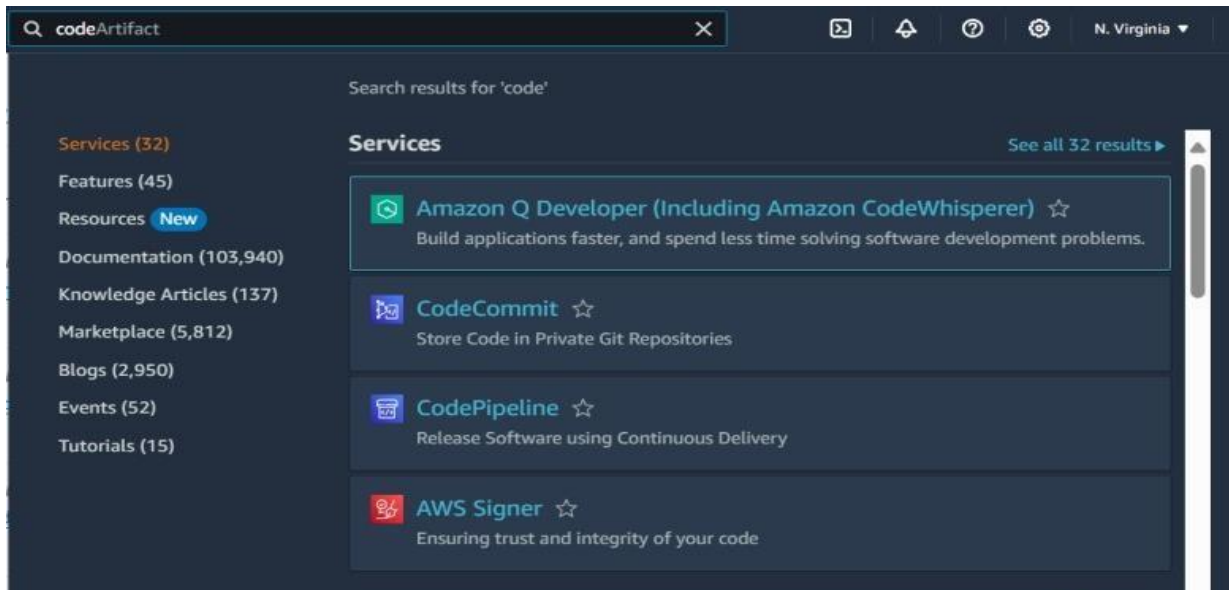 codeArtifact
N. Virginia
Search results for 'code'
Services (32)
Features (45)
Resources New
Documentation (103,940)
Knowledge Articles (137)
Marketplace (5,812)
Blogs (2,950)
Events (52)
Tutorials (15)
Services
See all 32 results
Amazon Q Developer (Including Amazon CodeWhisperer)
Build applications faster, and spend less time solving software development problems.
CodeCommit
Store Code in Private Git Repositories
CodePipeline
Release Software using Continuous Delivery
AWS Signer
Ensuring trust and integrity of your code